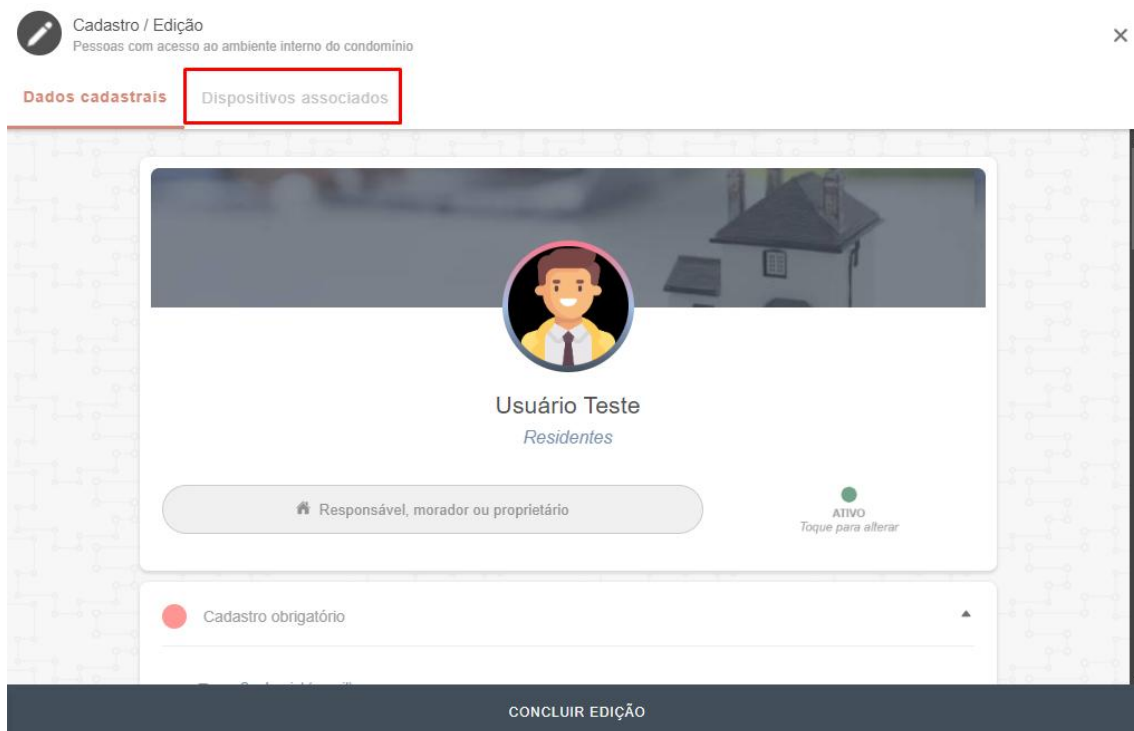 Cadastro / Edição
Pessoas com acesso ao ambiente interno do condomínio
Dados cadastrais
Dispositivos associados
Usuário Teste
Residentes
Responsável, morador ou proprietário
ATIVO
Toque para alterar
Cadastro obrigatório
CONCLUIR EDIÇÃO